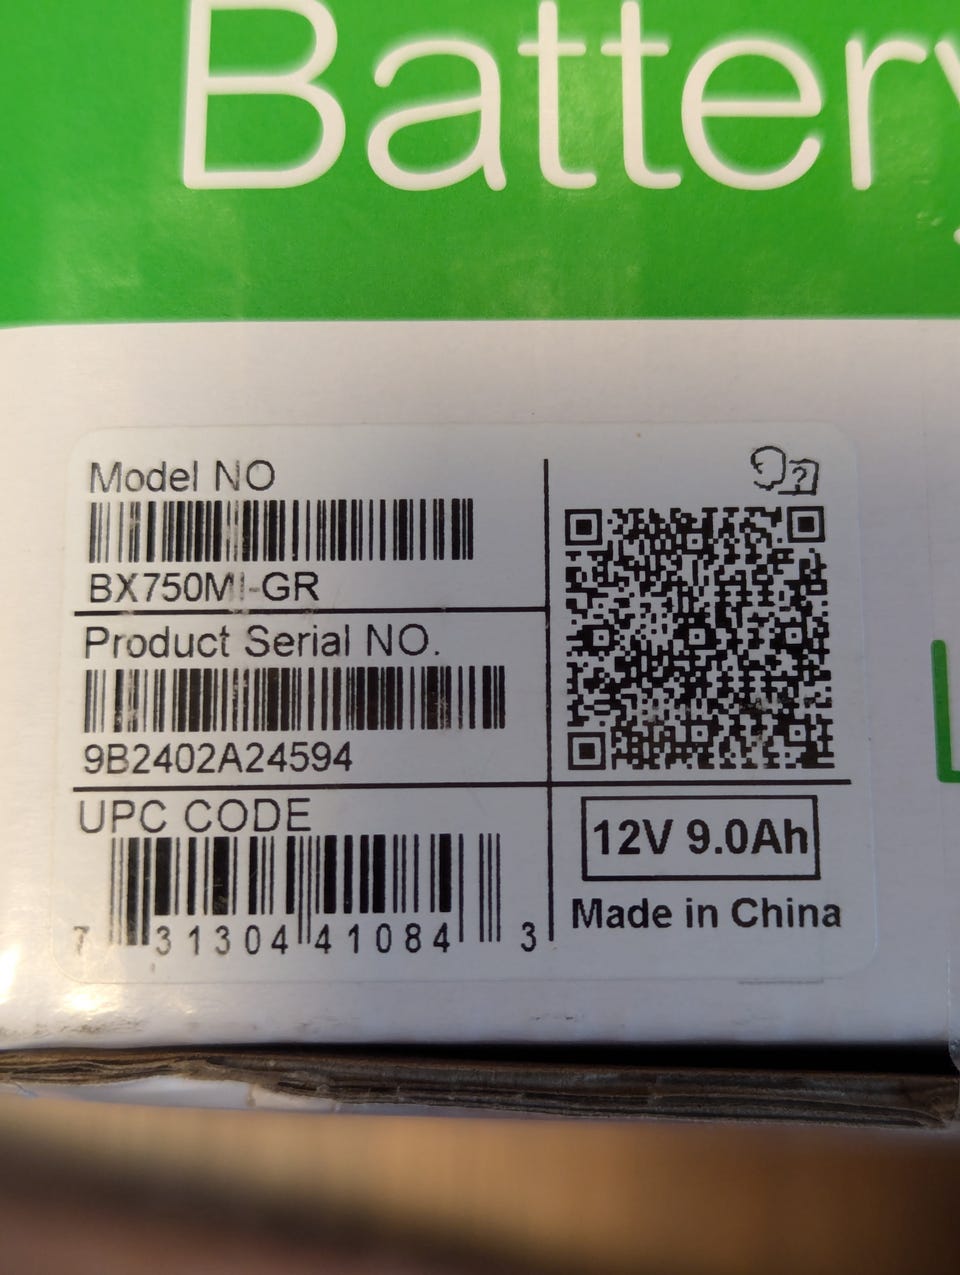 Battery
Model NO
BX750MI-GR
Product Serial NO.
9B2402A24594
UPC CODE
7 31304 41084 3
12V 9.0Ah
Made in China